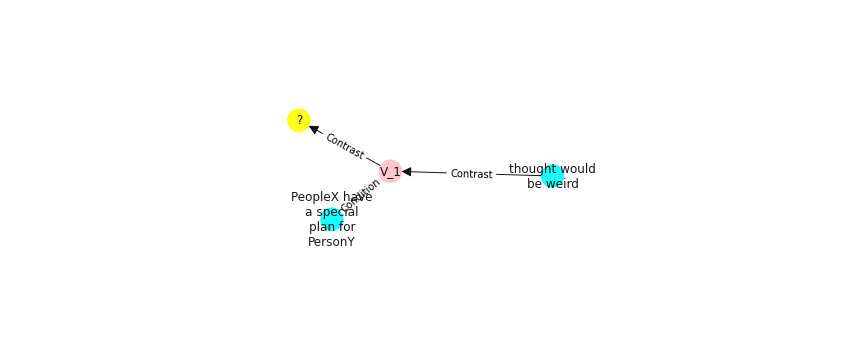 ?
Contrast
V_1
Contrast
thought would
be weird
Condition
PeopleX have
a special
plan for
PersonY